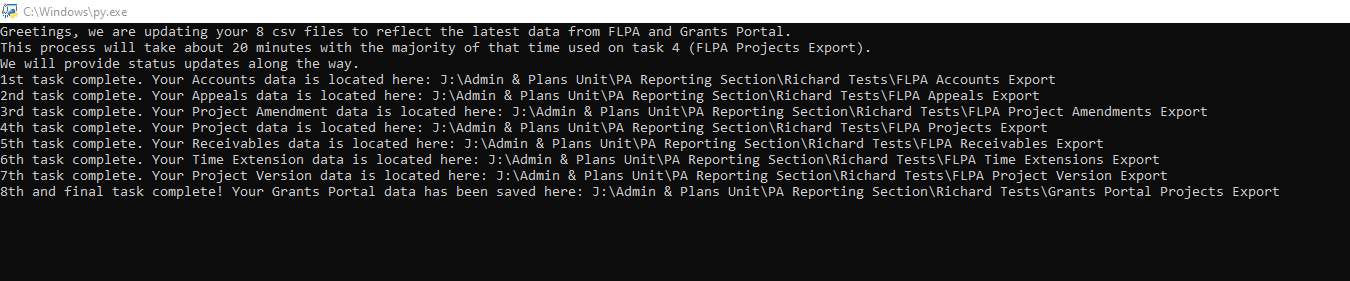 C:\Windows\py.exe
Greetings, we are updating your 8 csv files to reflect the latest data from FLPA and Grants Portal.
This process will take about 20 minutes with the majority of that time used on task 4 (FLPA Projects Export).
We will provide status updates along the way.
1st task complete. Your Accounts data is located here: J:\Admin & Plans Unit\PA Reporting Section\Richard Tests\FLPA Accounts Export
2nd task complete. Your Appeals data is located here: J:\Admin & Plans Unit\PA Reporting Section\Richard Tests\FLPA Appeals Export
3rd task complete. Your Project Amendment data is located here: J:\Admin & Plans Unit\PA Reporting Section\Richard Tests\FLPA Project Amendments Export
4th task complete. Your Project data is located here: J:\Admin & Plans Unit\PA Reporting Section\Richard Tests\FLPA Projects Export
5th task complete. Your Receivables data is located here: J:\Admin & Plans Unit\PA Reporting Section\Richard Tests\FLPA Receivables Export
6th task complete. Your Time Extension data is located here: J:\Admin & Plans Unit\PA Reporting Section\Richard Tests\FLPA Time Extensions Export
7th task complete. Your Project Version data is located here: J:\Admin & Plans Unit\PA Reporting Section\Richard Tests\FLPA Project Version Export
8th and final task complete! Your Grants Portal data has been saved here: J:\Admin & Plans Unit\PA Reporting Section\Richard Tests\Grants Portal Projects Export